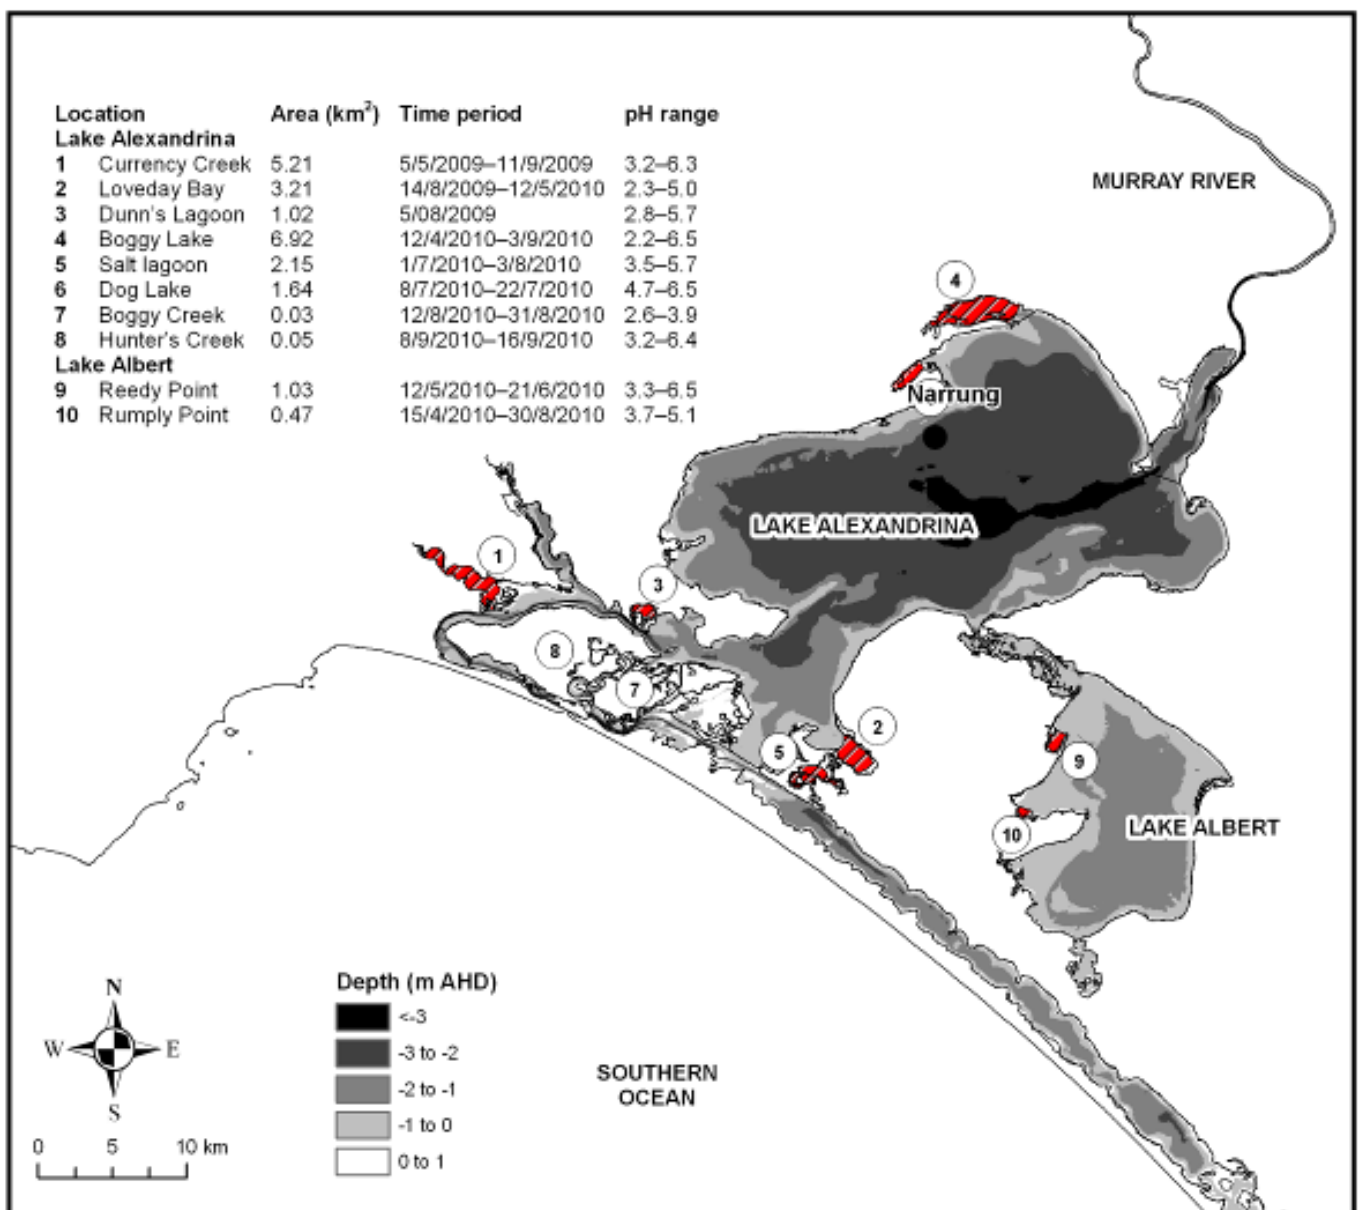 Location Area (km²) Time period pH range
Lake Alexandrina
1 Currency Creek 5.21 5/5/2009–11/9/2009 3.2–6.3
2 Loveday Bay 3.21 14/8/2009–12/5/2010 2.3–5.0
3 Dunn's Lagoon 1.02 5/08/2009 2.8–5.7
4 Boggy Lake 6.92 12/4/2010–3/9/2010 2.2–6.5
5 Salt lagoon 2.15 1/7/2010–3/8/2010 3.5–5.7
6 Dog Lake 1.64 8/7/2010–22/7/2010 4.7–6.5
7 Boggy Creek 0.03 12/8/2010–31/8/2010 2.6–3.9
8 Hunter's Creek 0.05 8/9/2010–16/9/2010 3.2–6.4
Lake Albert
9 Reedy Point 1.03 12/5/2010–21/6/2010 3.3–6.5
10 Rumply Point 0.47 15/4/2010–30/8/2010 3.7–5.1
MURRAY RIVER
4
Narrung
LAKE ALEXANDRINA
1
3
8
7
2
5
9
10
LAKE ALBERT
N
W E
S
0 5 10 km
Depth (m AHD)
<-3
-3 to -2
-2 to -1
-1 to 0
0 to 1
SOUTHERN
OCEAN